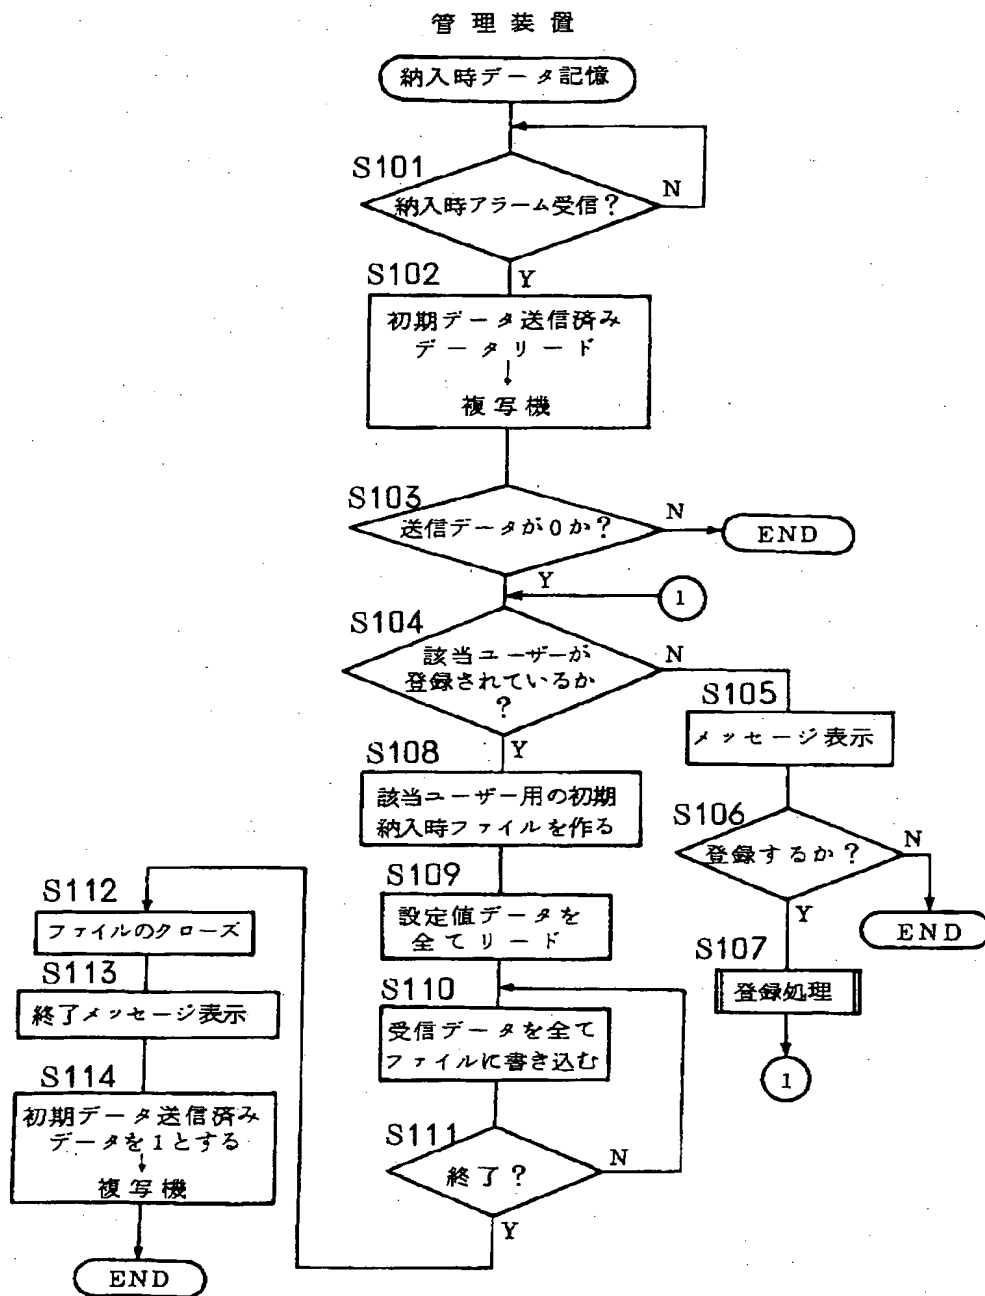 管理装置
納入時データ記憶
S101
納入時アラーム受信?
N
Y
S102
初期データ送信済み
データリード
複写機
S103
送信データが0か?
N
END
Y
1
S104
該当ユーザーが
登録されているか
?
N
Y
S105
メッセージ表示
S106
登録するか?
N
END
Y
S107
登録処理
1
S108
該当ユーザー用の初期
納入時ファイルを作る
S109
設定値データを
全てリード
S110
受信データを全て
ファイルに書き込む
S111
終了?
N
Y
S112
ファイルのクローズ
S113
終了メッセージ表示
S114
初期データ送信済み
データを1とする
複写機
END